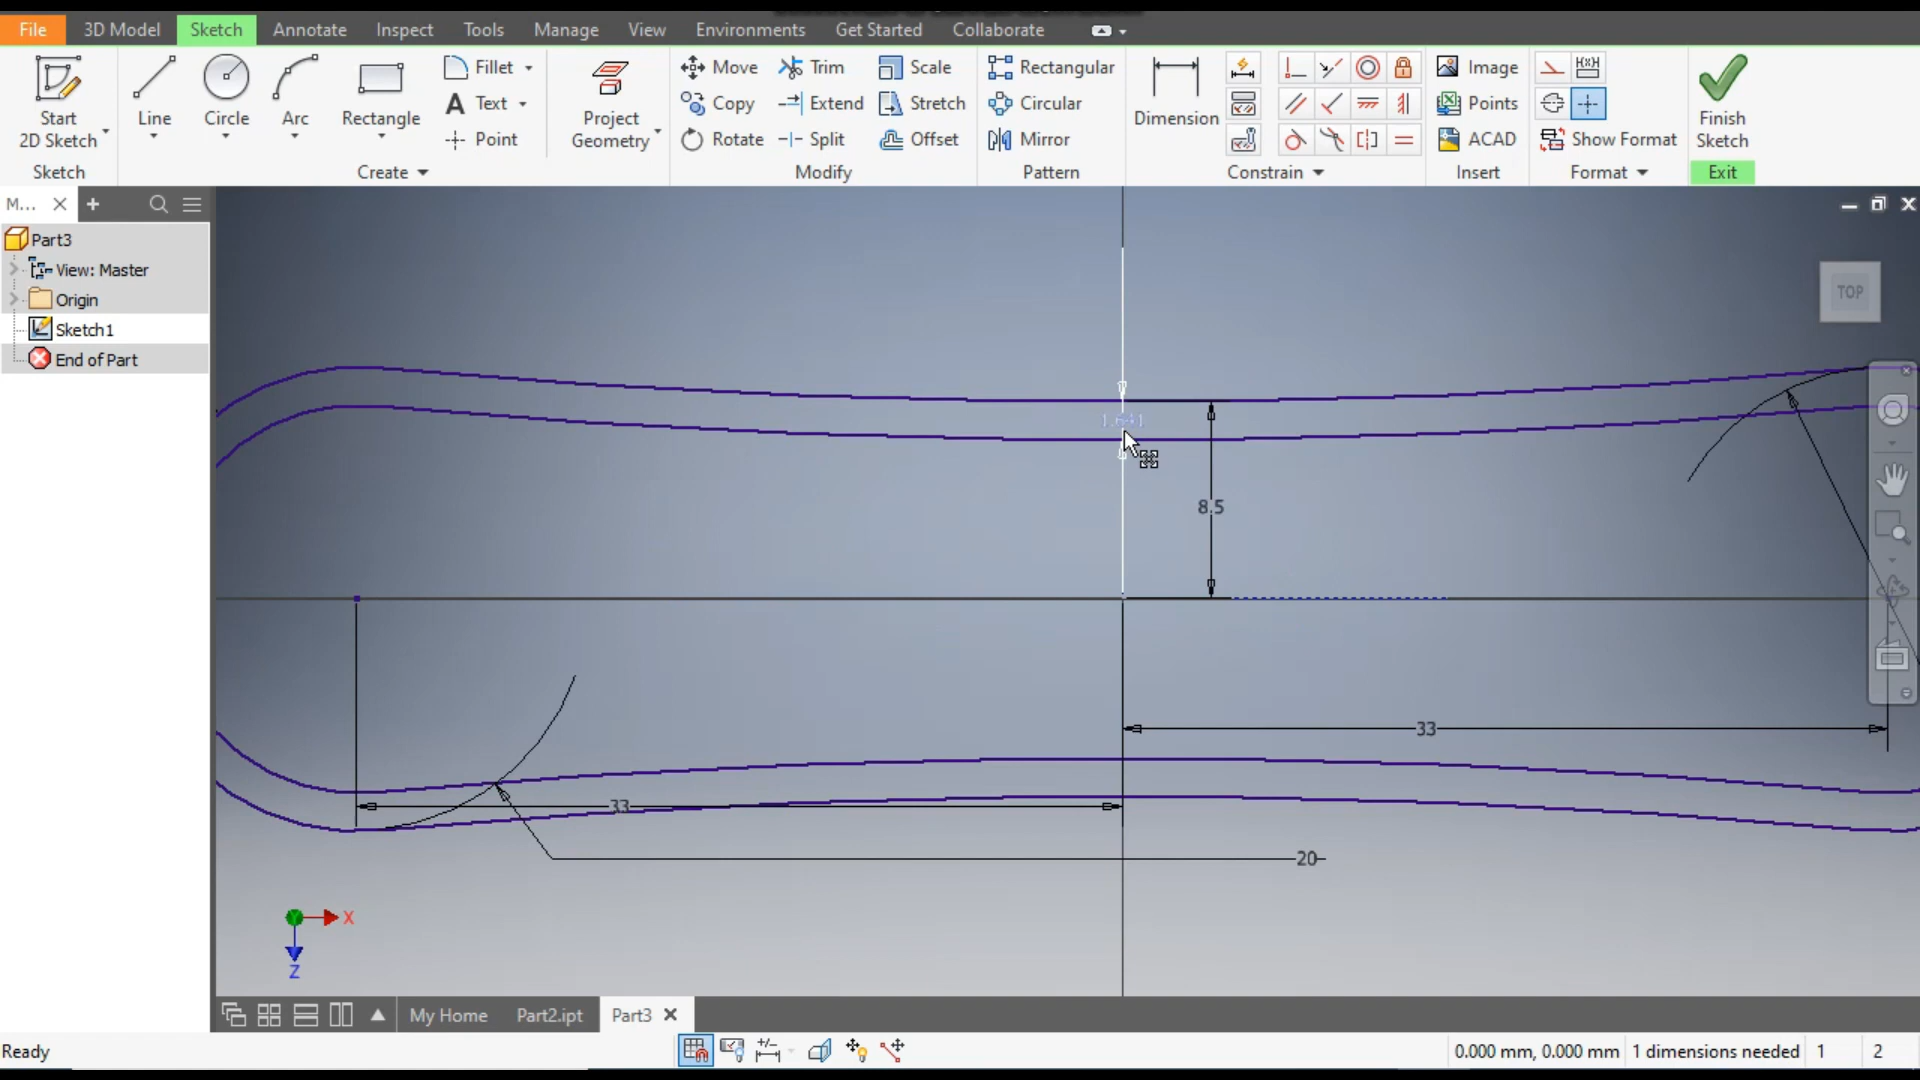 File 3D Model Sketch Annotate Inspect Tools Manage View Environments Get Started Collaborate
Start
2D Sketch
Line
Circle
Arc
Rectangle
Fillet
Text
Point
Project
Geometry
Move
Copy
Rotate
Trim
Extend
Split
Scale
Stretch
Offset
Rectangular
Circular
Mirror
Dimension
Image
Points
ACAD
Show Format
Finish
Sketch
Sketch
Create
Modify
Pattern
Constrain
Insert
Format
Exit
M...
Part3
View: Master
Origin
Sketch1
End of Part
TOP
8.5
33
33
20
X
Z
My Home Part2.ipt Part3
Ready
0.000 mm, 0.000 mm 1 dimensions needed 1 2